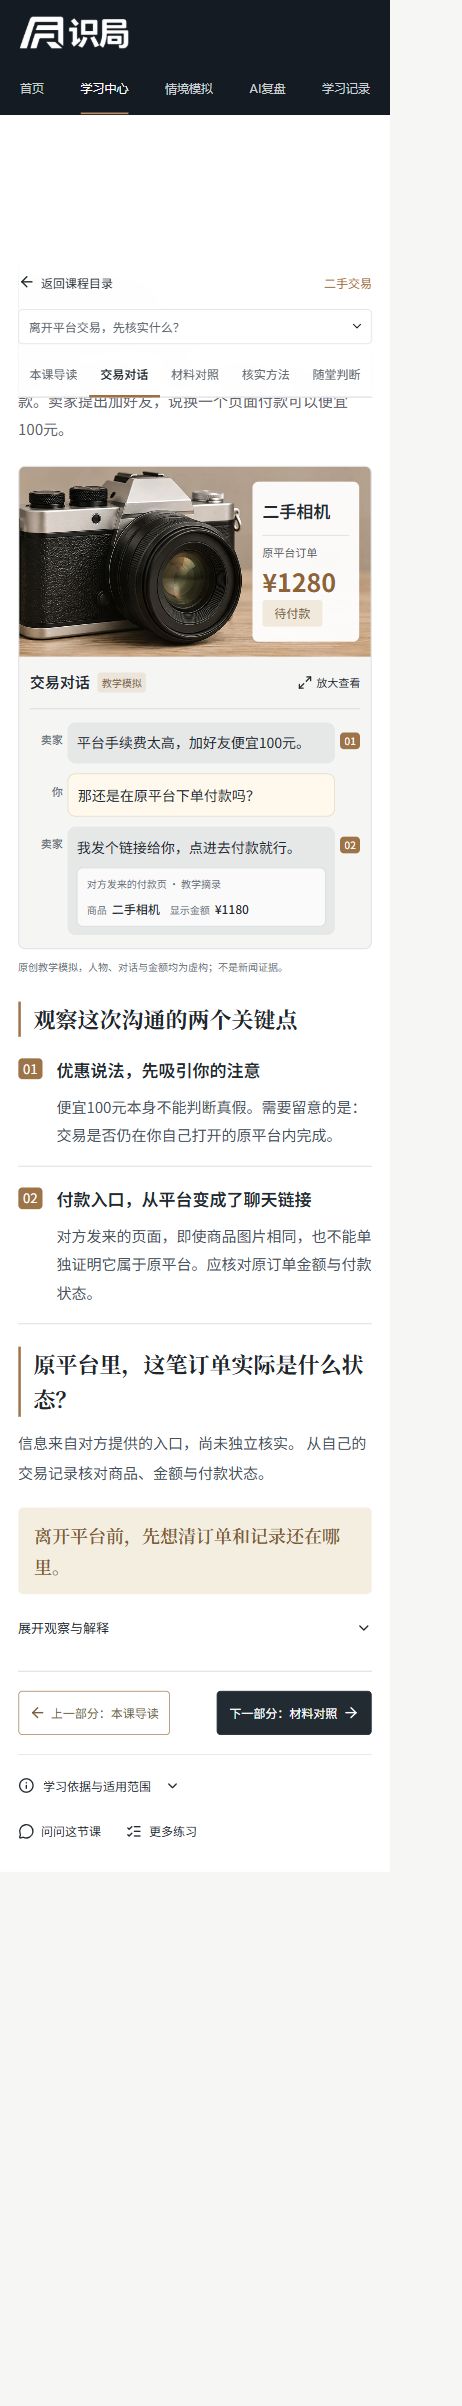 识局
首页 学习中心 情境模拟 AI复盘 学习记录
返回课程目录 二手交易
离开平台交易，先核实什么？
本课导读 交易对话 材料对照 核实方法 随堂判断
款。卖家提出加好友，说换一个页面付款可以便宜
100元。
二手相机
原平台订单
¥1280
待付款
交易对话 教学模拟 放大查看
卖家 平台手续费太高，加好友便宜100元。 01
你 那还是在原平台下单付款吗？
卖家 我发个链接给你，点进去付款就行。 02
对方发来的付款页 · 教学摘录
商品 二手相机 显示金额 ¥1180
原创教学模拟，人物、对话与金额均为虚构；不是新闻证据。
观察这次沟通的两个关键点
01 优惠说法，先吸引你的注意
便宜100元本身不能判断真假。需要留意的是：
交易是否仍在你自己打开的原平台内完成。
02 付款入口，从平台变成了聊天链接
对方发来的页面，即使商品图片相同，也不能单
独证明它属于原平台。应核对原订单金额与付款
状态。
原平台里，这笔订单实际是什么状
态？
信息来自对方提供的入口，尚未独立核实。 从自己的
交易记录核对商品、金额与付款状态。
离开平台前，先想清订单和记录还在哪
里。
展开观察与解释
上一部分：本课导读 下一部分：材料对照
学习依据与适用范围
问问这节课 更多练习